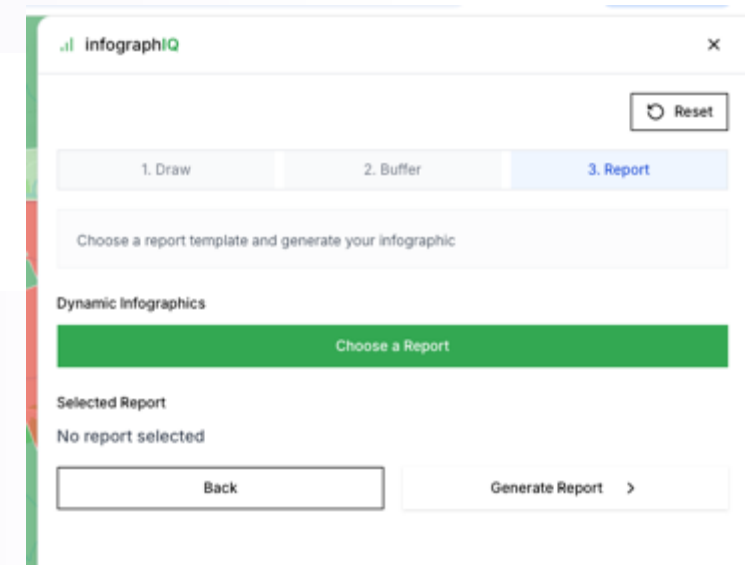 infographIQ
Reset
1. Draw
2. Buffer
3. Report
Choose a report template and generate your infographic
Dynamic Infographics
Choose a Report
Selected Report
No report selected
Back
Generate Report